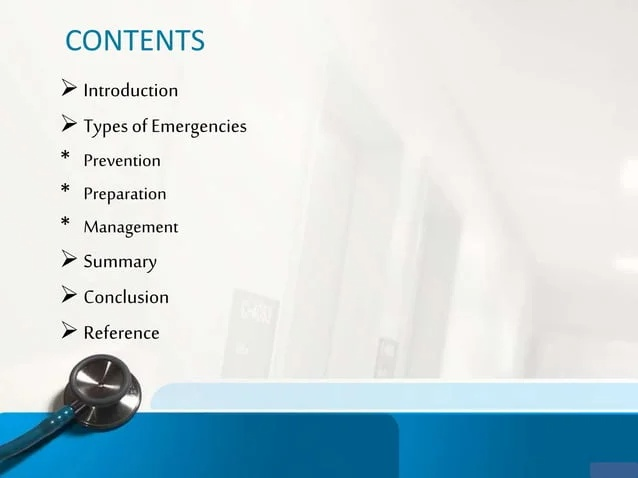 CONTENTS
➢ Introduction
➢ Types of Emergencies
* Prevention
* Preparation
* Management
➢ Summary
➢ Conclusion
➢ Reference